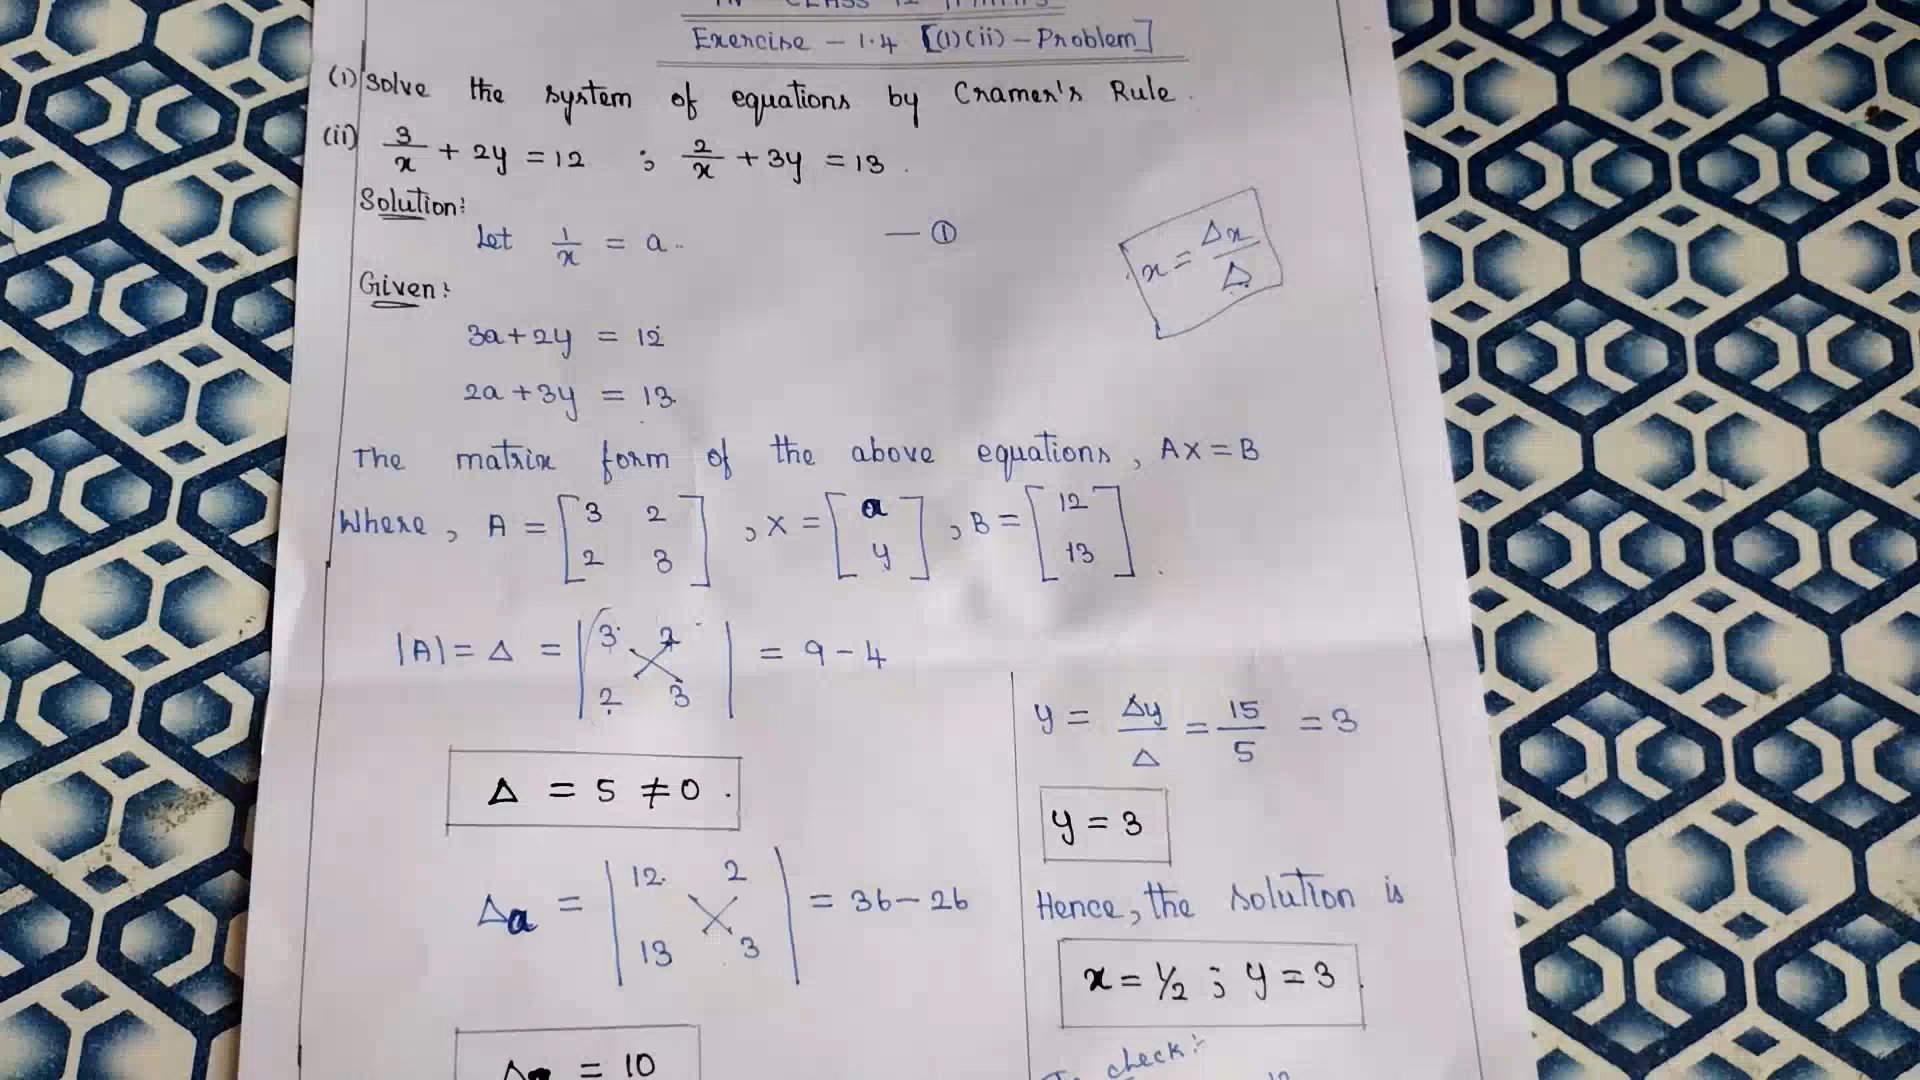 Exercise - 1.4 [(1)(ii) - Problem]
(1) Solve the system of equations by Cramer's Rule.
(ii) 3/x + 2y = 12 ; 2/x + 3y = 13.
Solution:
Let 1/x = a. — ①
x = Δx/Δ
Given:
3a + 2y = 12
2a + 3y = 13.
The matrix form of the above equations, AX = B
Where, A = [3 2 2 3], X = [a y], B = [12 13].
|A| = Δ = |3 2 2 3| = 9 - 4
Δ = 5 ≠ 0.
Δa = |12 2 13 3| = 36 - 26
= 10
y = Δy/Δ = 15/5 = 3
y = 3
Hence, the solution is
x = 1/2 ; y = 3.
check: